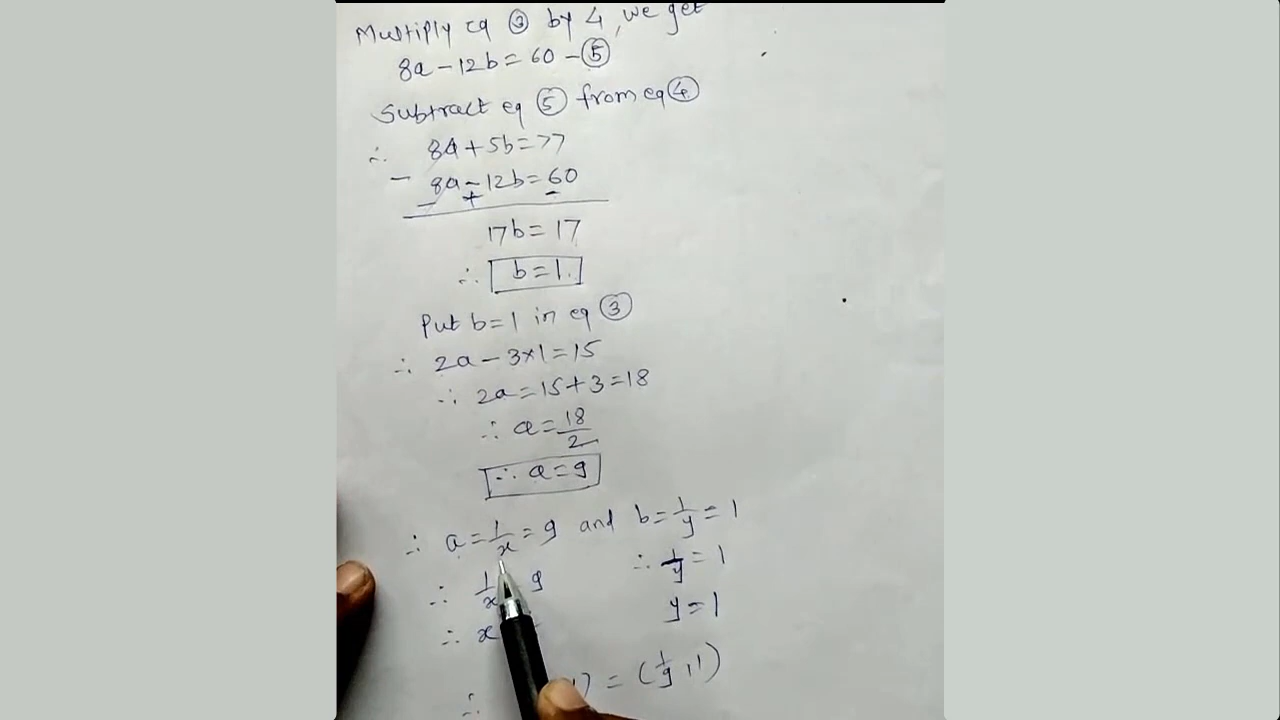 Multiply eq ③ by 4, we get
8a - 12b = 60 - ⑤
Subtract eq ⑤ from eq ④
∴ 8a + 5b = 77
- 8a - 12b = 60
- + -
17b = 17
∴ b = 1.
Put b = 1 in eq ③
∴ 2a - 3×1 = 15
∴ 2a = 15 + 3 = 18
∴ a = 18/2
∴ a = 9
∴ a = 1/x = 9 and b = 1/y = 1
∴ 1/x 9 ∴ 1/y = 1
∴ x y = 1
∴ ) = (1/9, 1)